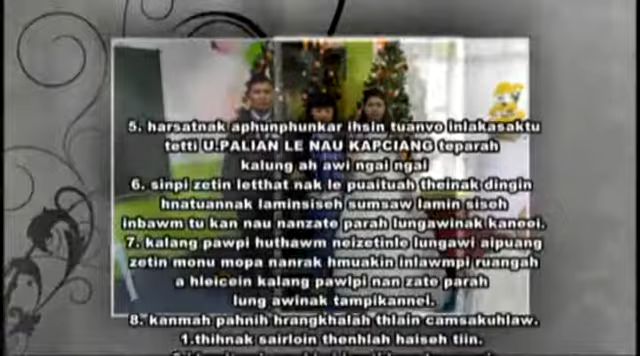 5. harsatnak aphunphunkar ihsin tuanvo inlakasaktu
tetti U.PALIAN LE NAU KAPCIANG teparah
kalung ah awi ngai ngai
6. sinpi zetin letthat nak le puaituah theinak dingin
hnatuannak laminsiseh sumsaw lamin siseh
inbawm tu kan nau nanzate parah lungawinak kaneei.
7. kalang pawpi huthawm neizetinle lungawi aipuang
zetin monu mopa nanrak hmuakin inlawmpi ruangah
a hleicein kalang pawlpi nan zate parah
lung awinak tampikannei.
8. kanmah pahnih hrangkhalah thlain camsakuhlaw.
1.thihnak sairloin thenhlah haiseh tiin.